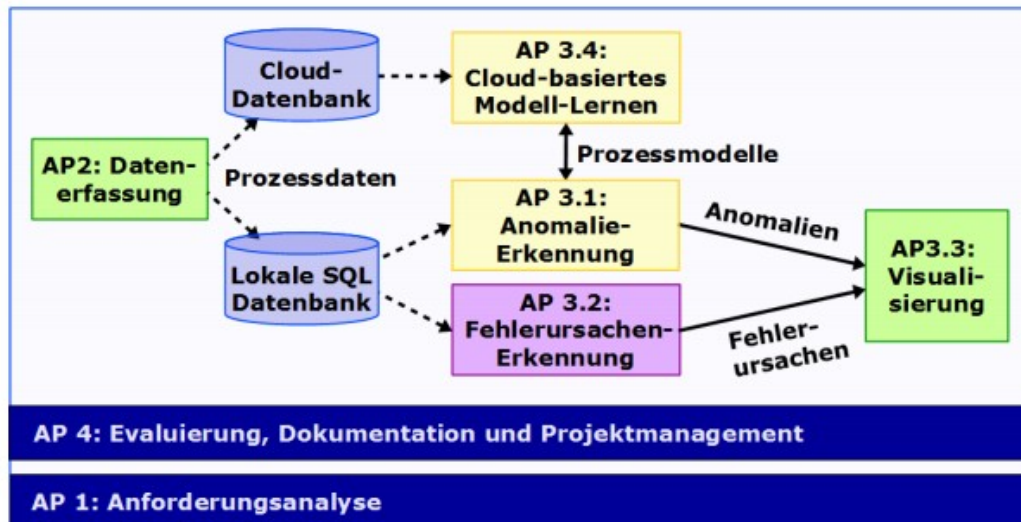 Cloud-
Datenbank
AP 3.4:
Cloud-basiertes
Modell-Lernen
AP2: Daten-
erfassung
Prozessdaten
Prozessmodelle
Lokale SQL
Datenbank
AP 3.1:
Anomalie-
Erkennung
AP 3.2:
Fehlerursachen-
Erkennung
Anomalien
Fehler-
ursachen
AP3.3:
Visuali-
sierung
AP 4: Evaluierung, Dokumentation und Projektmanagement
AP 1: Anforderungsanalyse